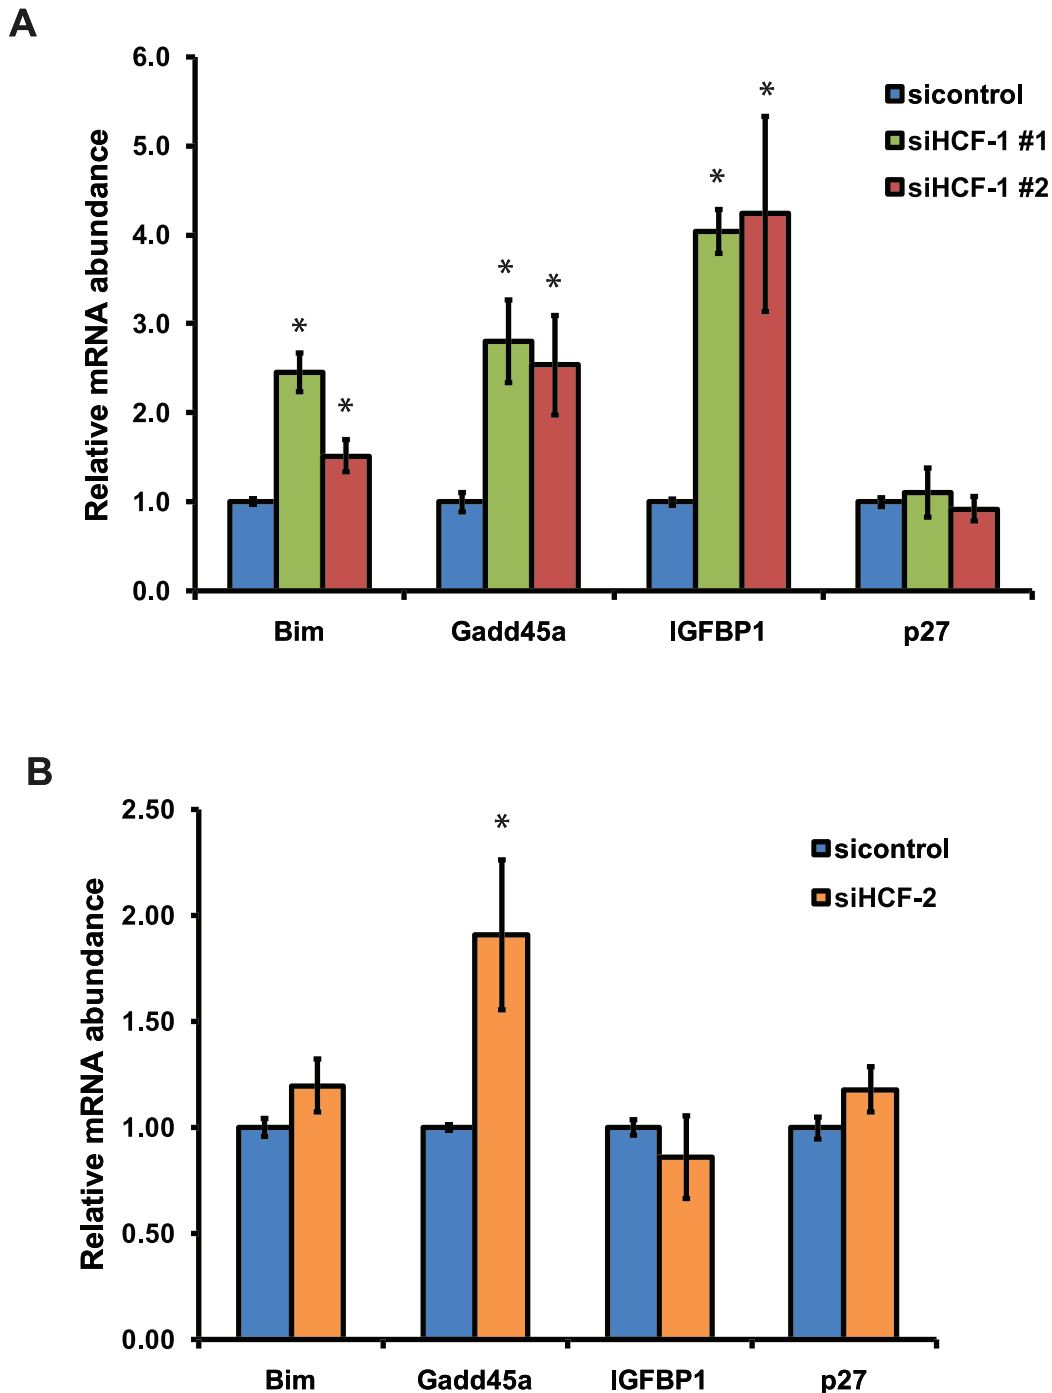 A
6.0
5.0
4.0
3.0
2.0
1.0
0.0
Relative mRNA abundance
* * * * * *
sicontrol
siHCF-1 #1
siHCF-1 #2
Bim Gadd45a IGFBP1 p27
B
2.50
2.00
1.50
1.00
0.50
0.00
Relative mRNA abundance
*
sicontrol
siHCF-2
Bim Gadd45a IGFBP1 p27